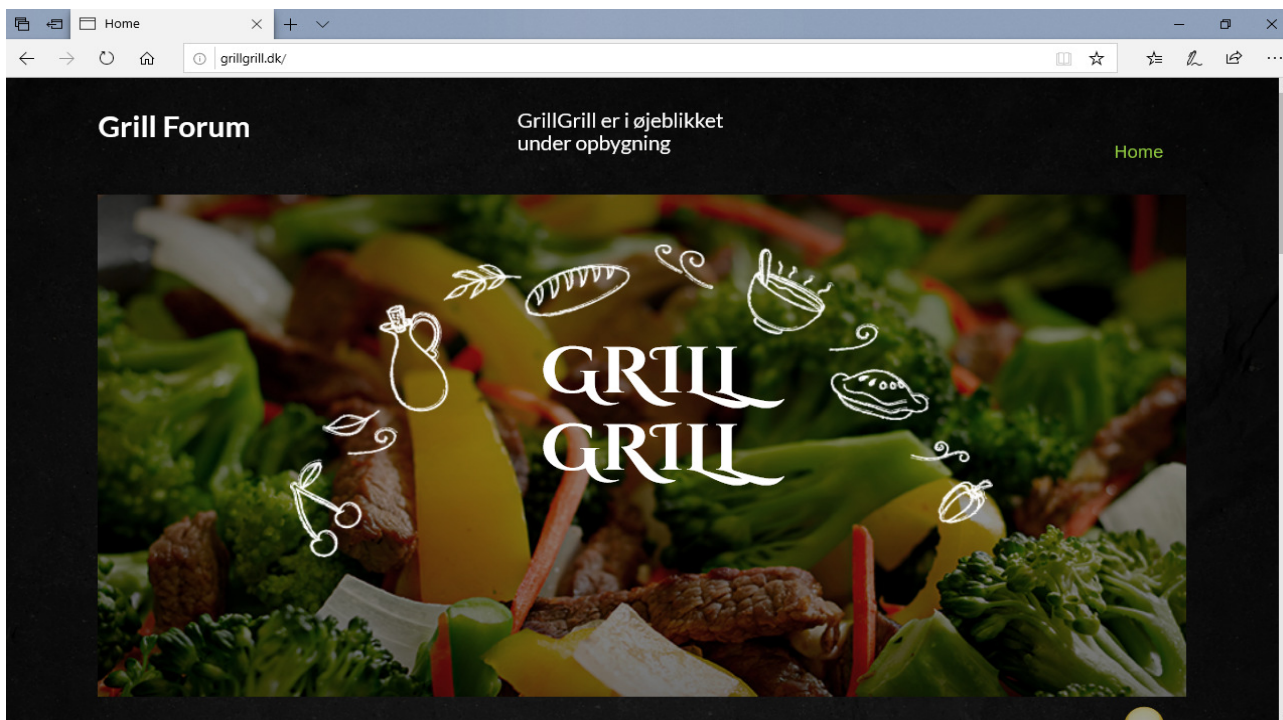 Home
grillgrill.dk/
Grill Forum
GrillGrill er i øjeblikket
under opbygning
Home
GRILL
GRILL